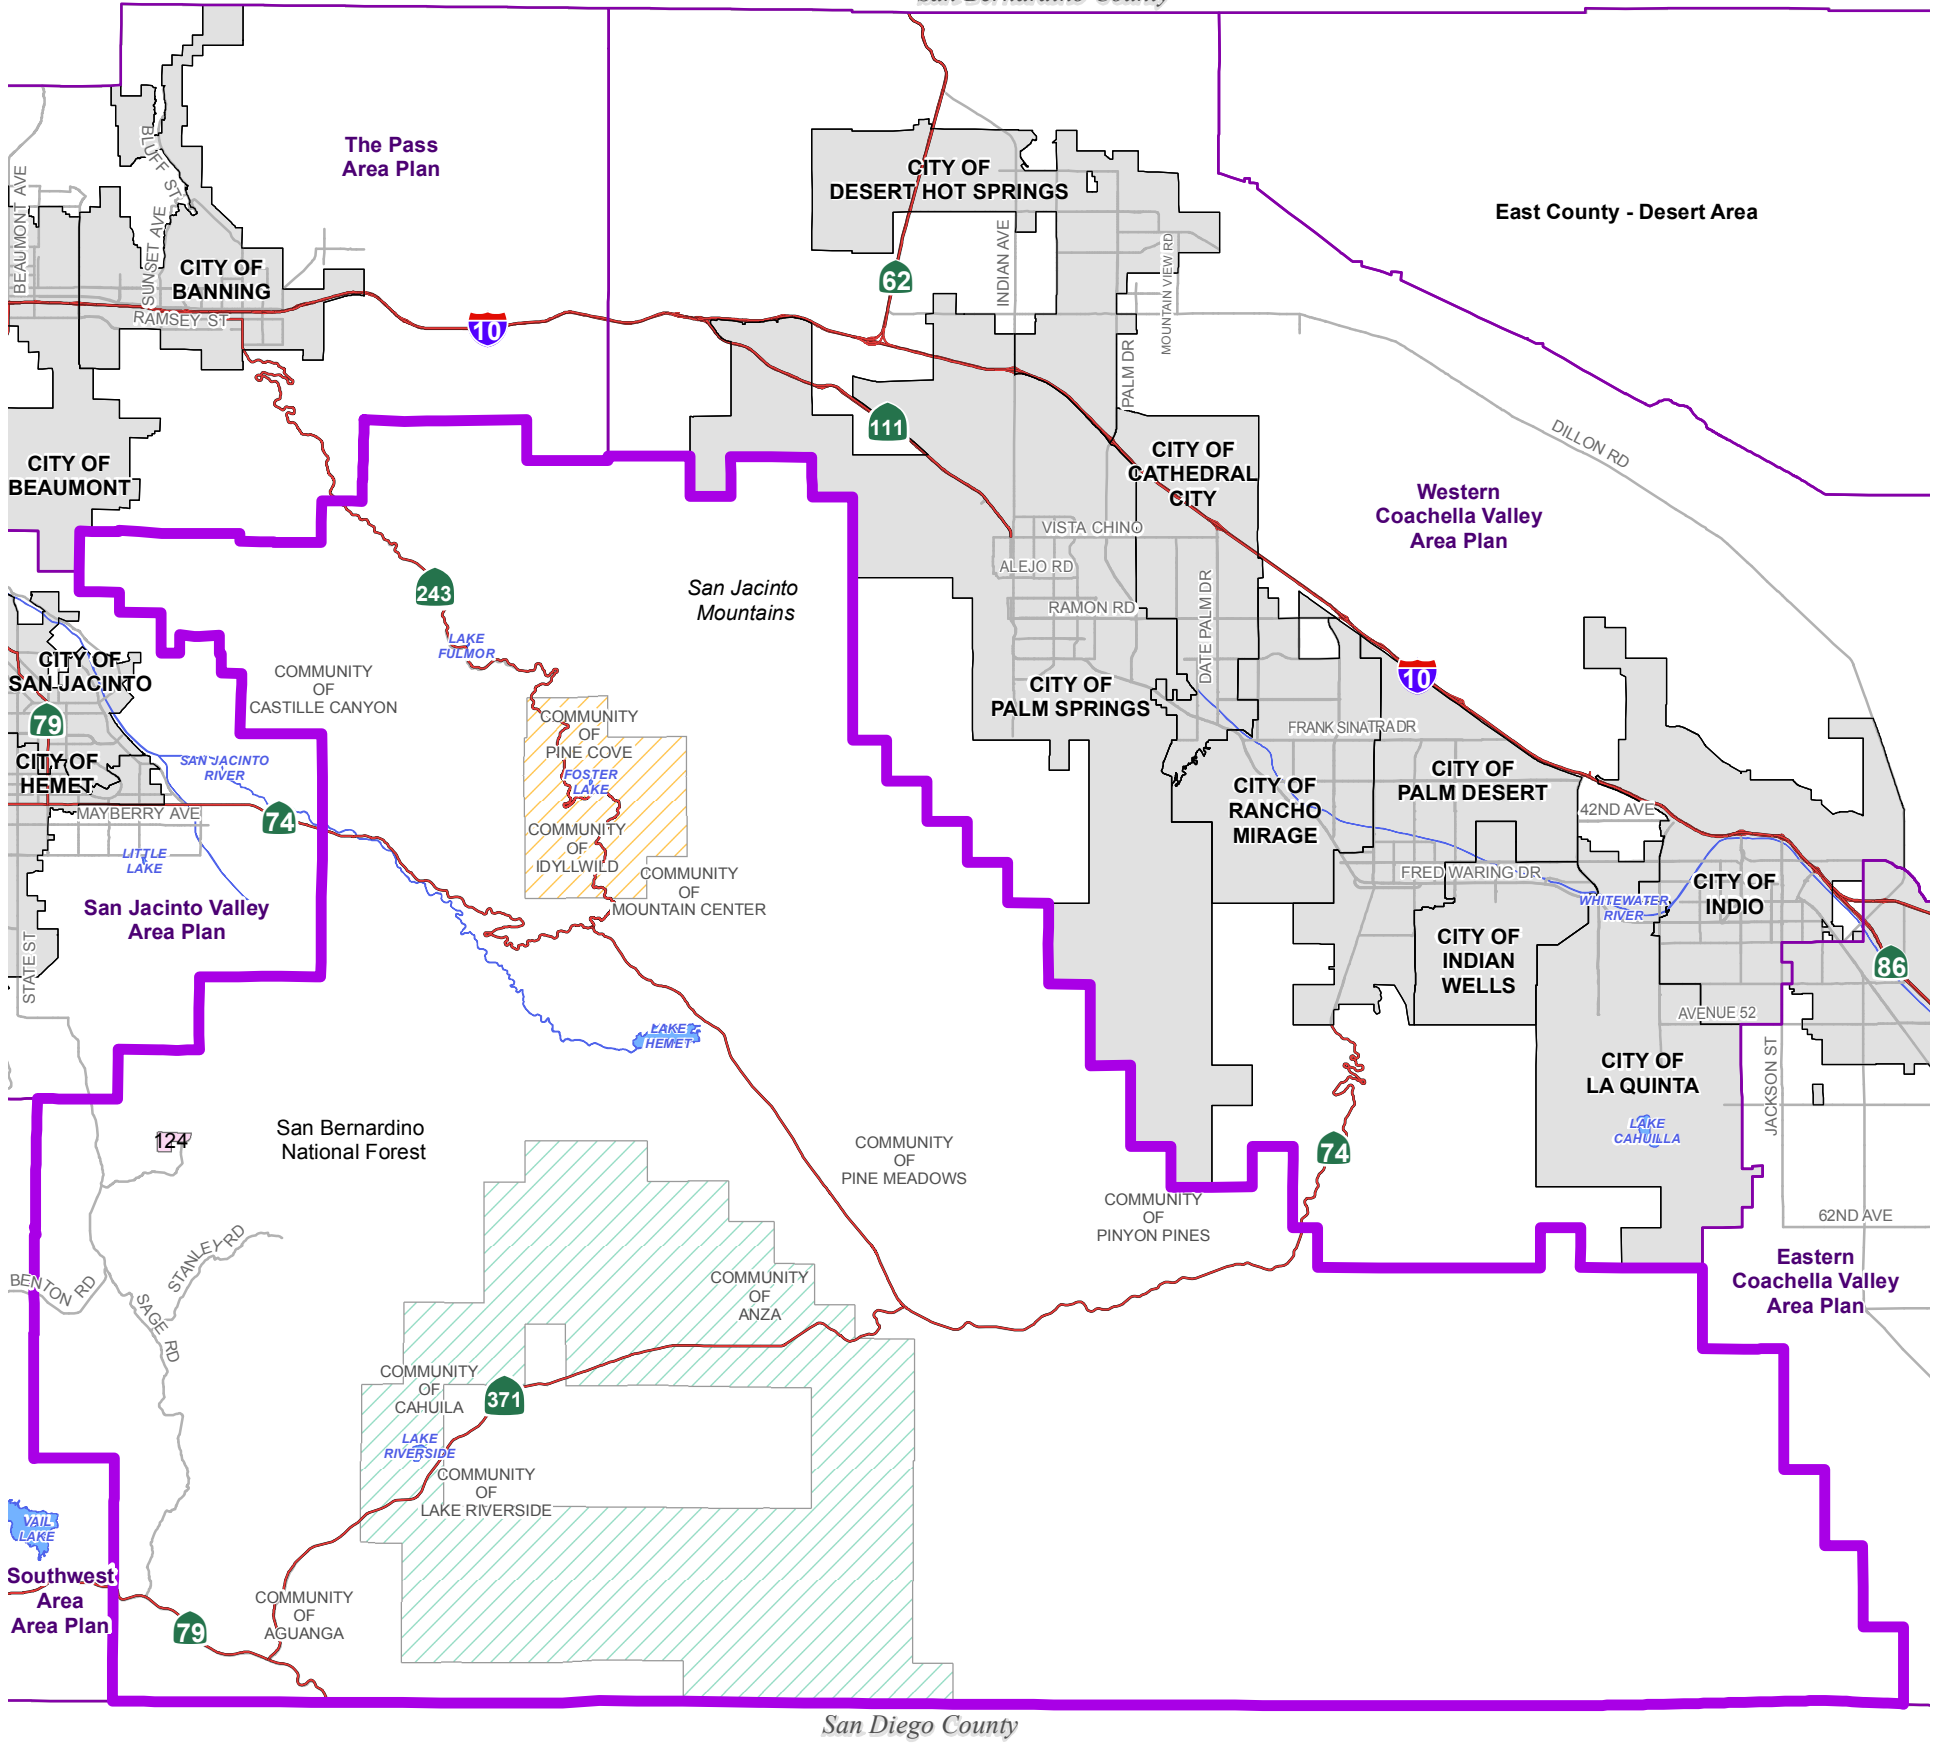 San Bernardino County
The Pass
Area Plan
BLUFF ST
BEAUMONT AVE
SUNSET AVE
CITY OF
BANNING
RAMSEY ST
10
CITY OF
DESERT HOT SPRINGS
62
INDIAN AVE
MOUNTAIN VIEW RD
PALM DR
East County - Desert Area
111
DILLON RD
CITY OF
BEAUMONT
CITY OF
CATHEDRAL
CITY
Western
Coachella Valley
Area Plan
VISTA CHINO
ALEJO RD
RAMON RD
DATE PALM DR
243
San Jacinto
Mountains
LAKE
FULMOR
CITY OF
SAN JACINTO
79
CITY OF
HEMET
COMMUNITY
OF
CASTILLE CANYON
COMMUNITY
OF
PINE COVE
FOSTER
LAKE
COMMUNITY
OF
IDYLLWILD
COMMUNITY
OF
MOUNTAIN CENTER
SAN JACINTO
RIVER
MAYBERRY AVE
74
LITTLE
LAKE
San Jacinto Valley
Area Plan
STATE ST
CITY OF
PALM SPRINGS
10
FRANK SINATRA DR
CITY OF
RANCHO
MIRAGE
CITY OF
PALM DESERT
42ND AVE
FRED WARING DR
WHITEWATER
RIVER
CITY OF
INDIO
CITY OF
INDIAN
WELLS
86
AVENUE 52
JACKSON ST
CITY OF
LA QUINTA
LAKE
CAHUILLA
LAKE
HEMET
124
San Bernardino
National Forest
COMMUNITY
OF
PINE MEADOWS
74
COMMUNITY
OF
PINYON PINES
62ND AVE
Eastern
Coachella Valley
Area Plan
BENTON RD
STANLEY RD
SAGE RD
COMMUNITY
OF
ANZA
COMMUNITY
OF
CAHUILA
371
LAKE
RIVERSIDE
COMMUNITY
OF
LAKE RIVERSIDE
VAIL
LAKE
Southwest
Area
Area Plan
79
COMMUNITY
OF
AGUANGA
San Diego County